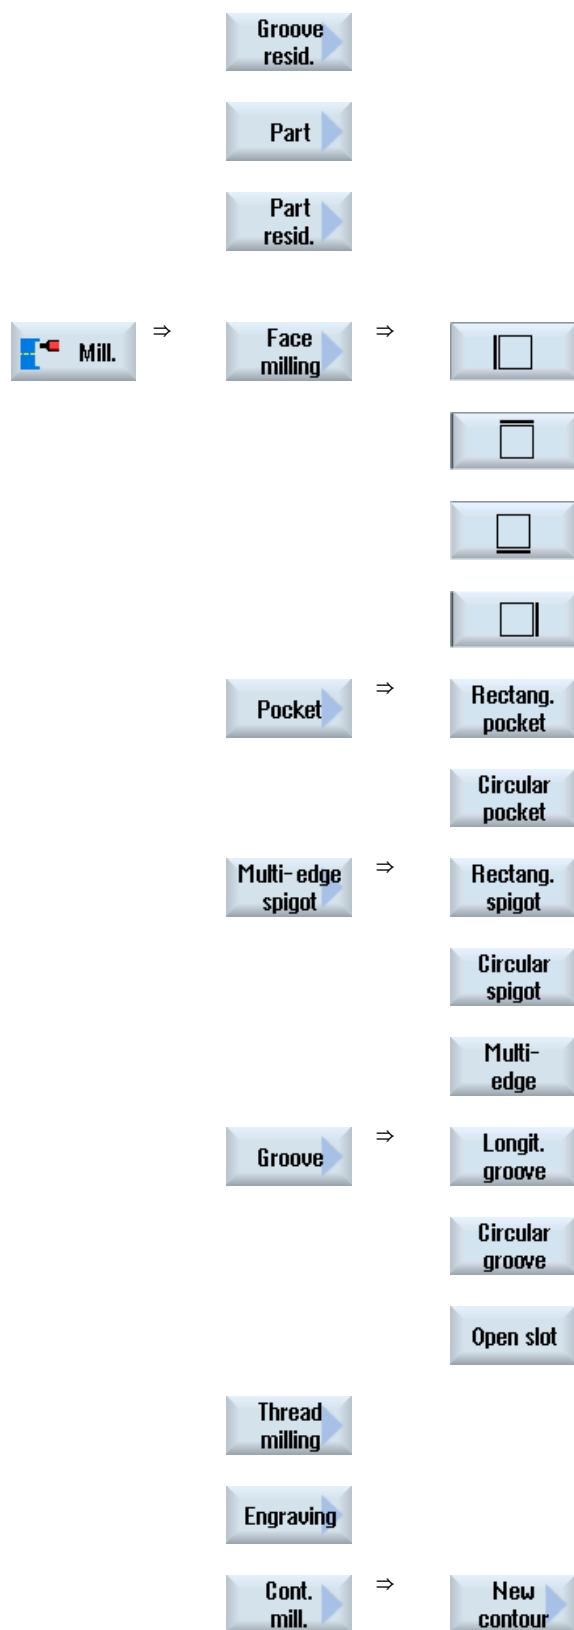 Groove
resid.
Part
Part
resid.
Mill. ⇒ Face ⇒
milling
Pocket ⇒ Rectang.
pocket
Circular
pocket
Multi-edge ⇒ Rectang.
spigot spigot
Circular
spigot
Multi-
edge
Groove ⇒ Longit.
groove
Circular
groove
Open slot
Thread
milling
Engraving
Cont. ⇒ New
mill. contour